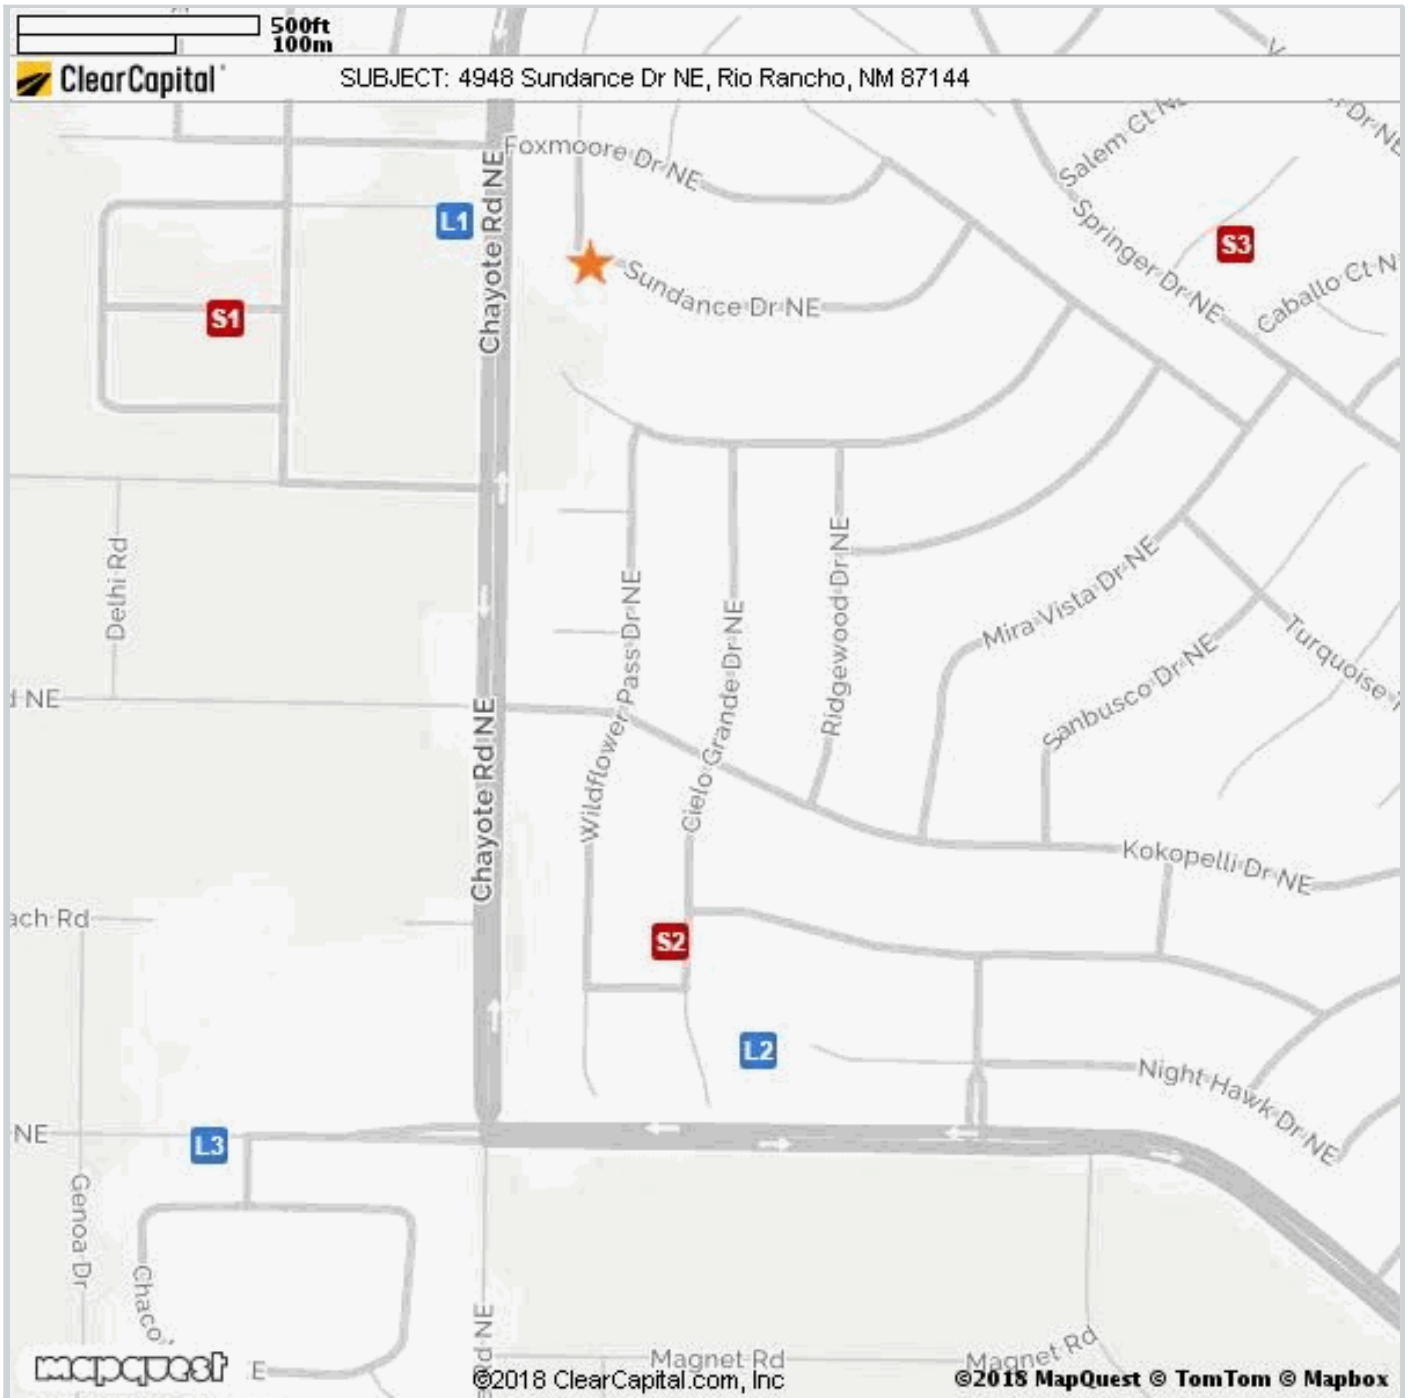 500ft
100m
ClearCapital
SUBJECT: 4948 Sundance Dr NE, Rio Rancho, NM 87144
Salem Ct NE
Dr NE
Foxmoore Dr NE
Chayote Rd NE
L1
Springer Dr NE
S3
Sundance Dr NE
Caballo Ct N
S1
Delhi Rd
Ridgewood Dr NE
Mira Vista Dr NE
Wildflower Pass Dr NE
Cielo Grande Dr NE
Turquoise
Sanbusco Dr NE
d NE
Chayote Rd NE
Kokopelli Dr NE
ach Rd
S2
L2
Night Hawk Dr NE
NE
L3
Genoa Dr
Chaco
Rd NE
Magnet Rd
Magnet Rd
mapquest
E
©2018 ClearCapital.com, Inc
©2018 MapQuest © TomTom © Mapbox